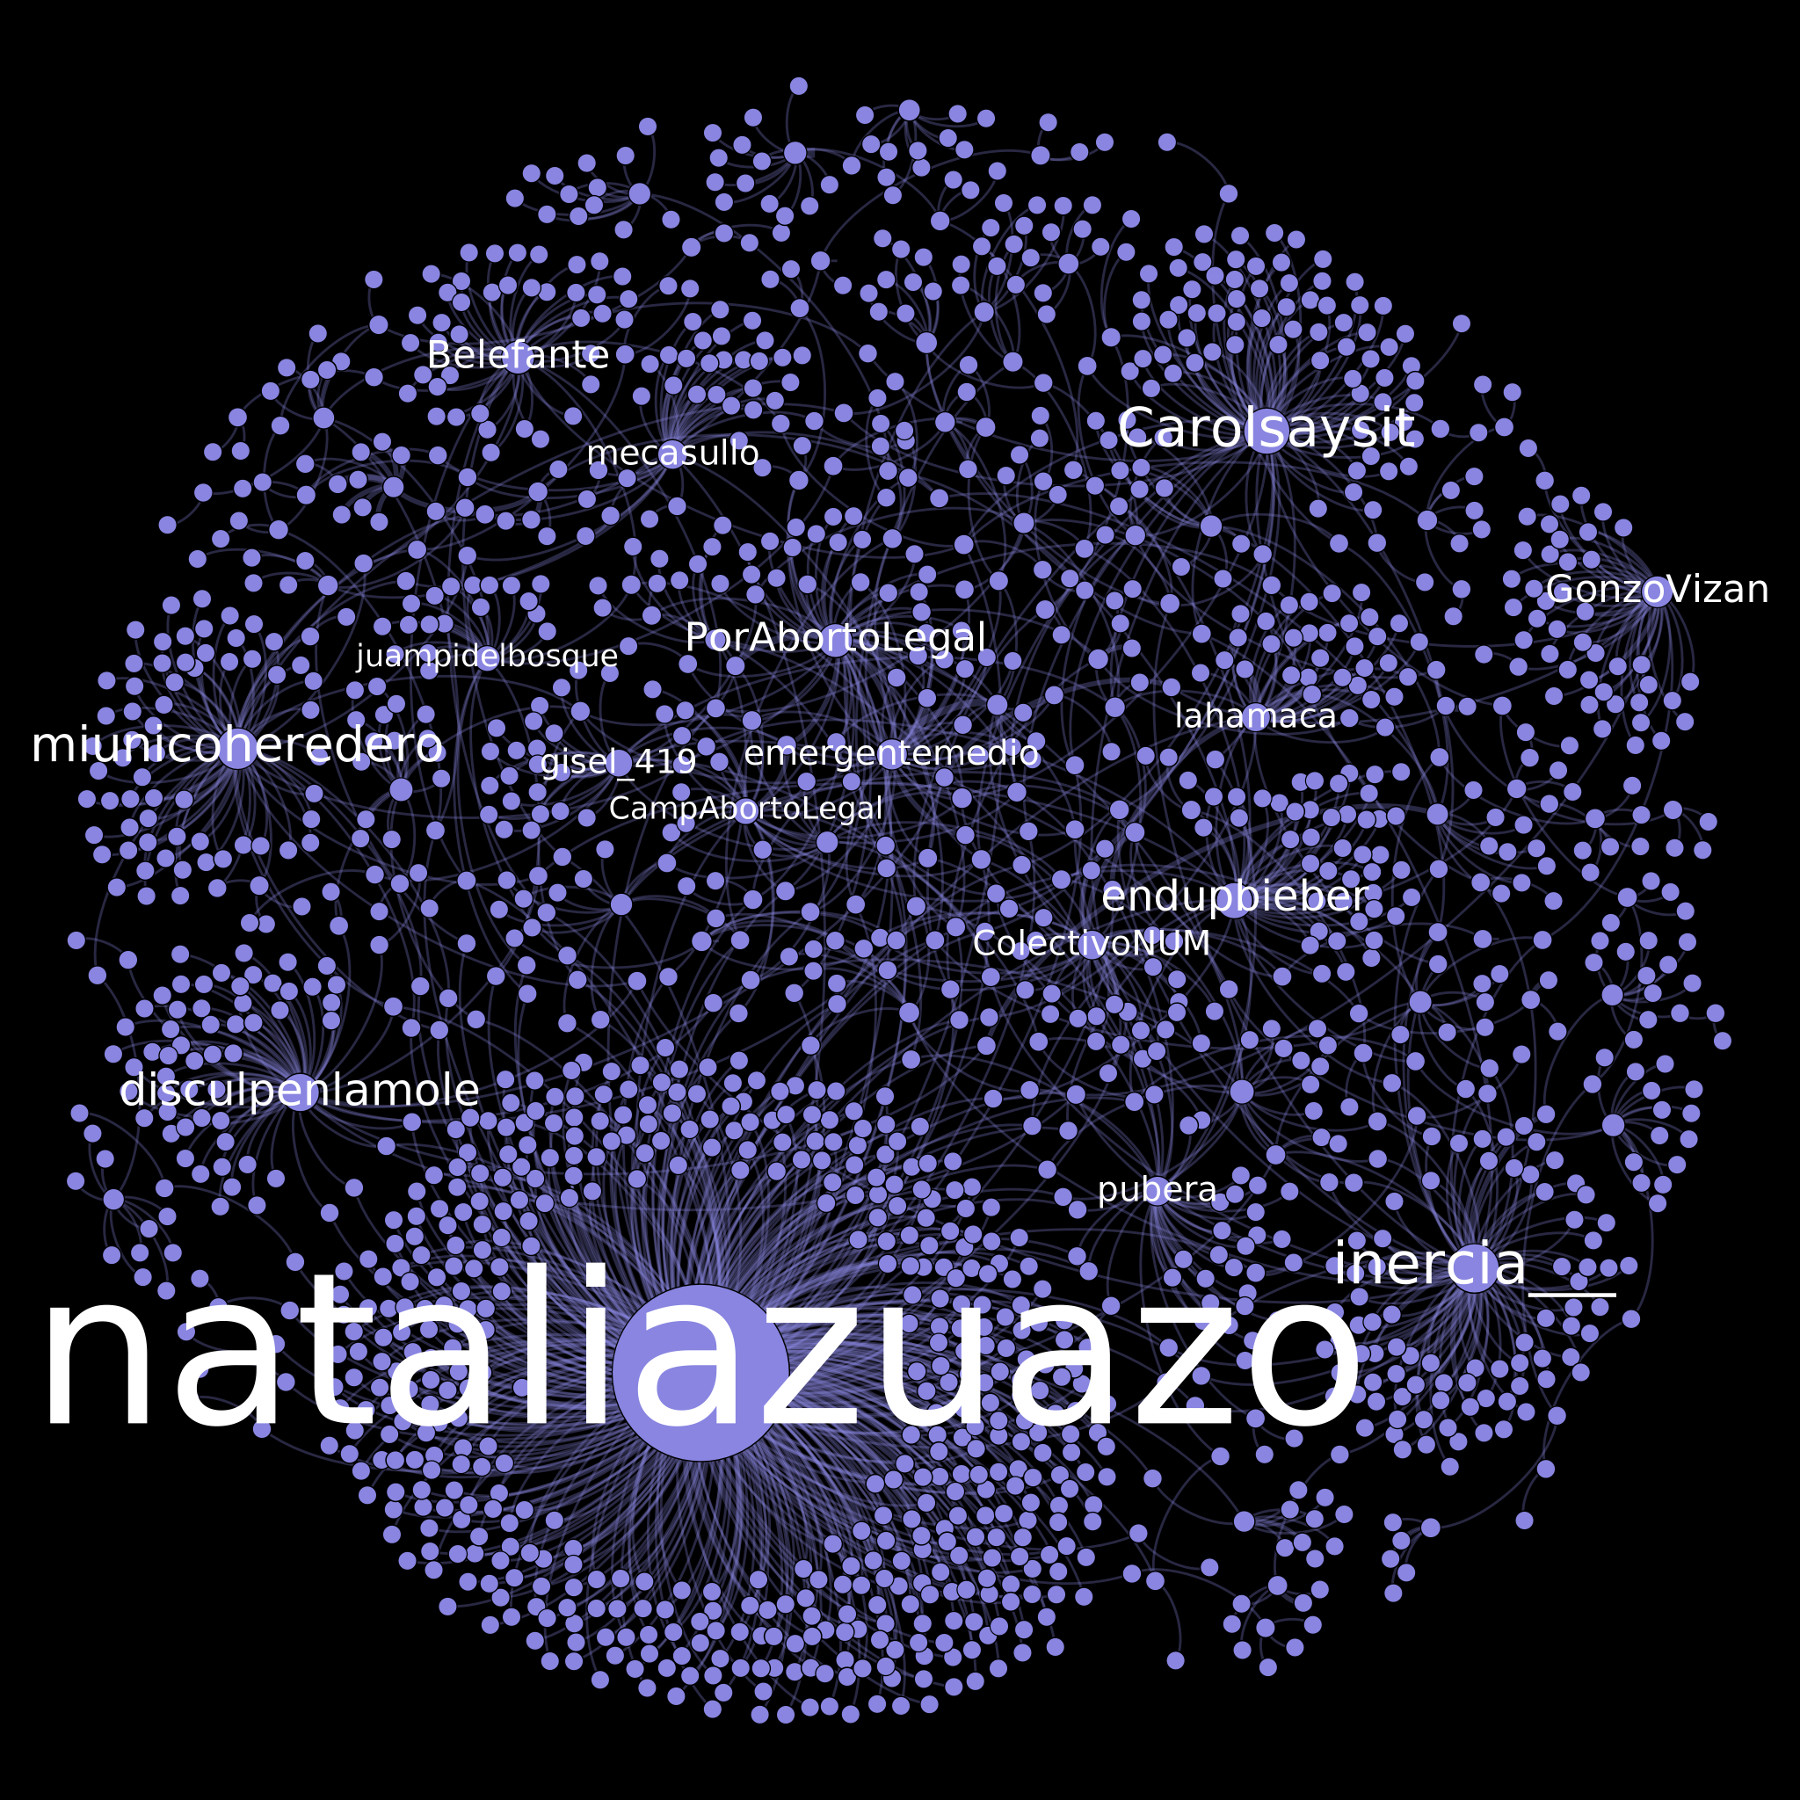 Belefante
Carolsaysit
mecasullo
GonzoVizan
PorAbortoLegal
juampidelbosque
lahamaca
miunicoheredero
emergentemedio
gisel_419
CampAbortoLegal
endupbieber
ColectivoNUM
disculpenlamole
pubera
inercia___
nataliazuazo